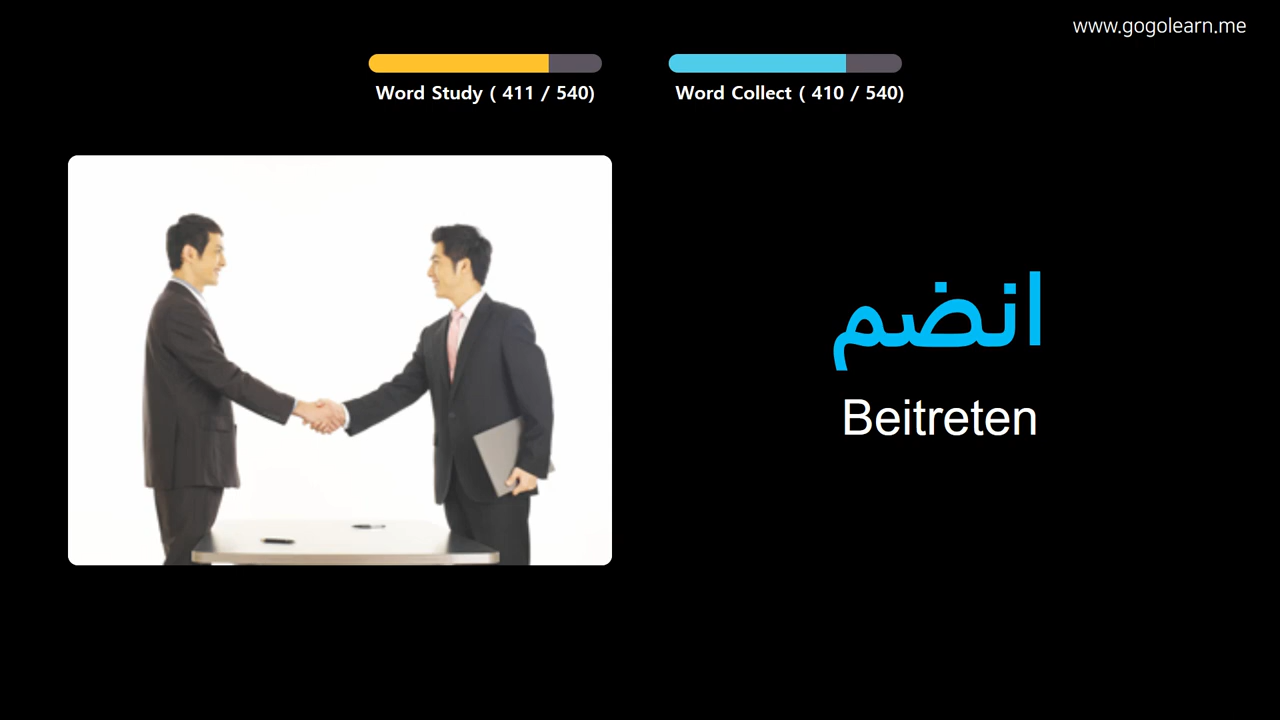 www.gogolearn.me
Word Study ( 411 / 540)
Word Collect ( 410 / 540)
انضم
Beitreten